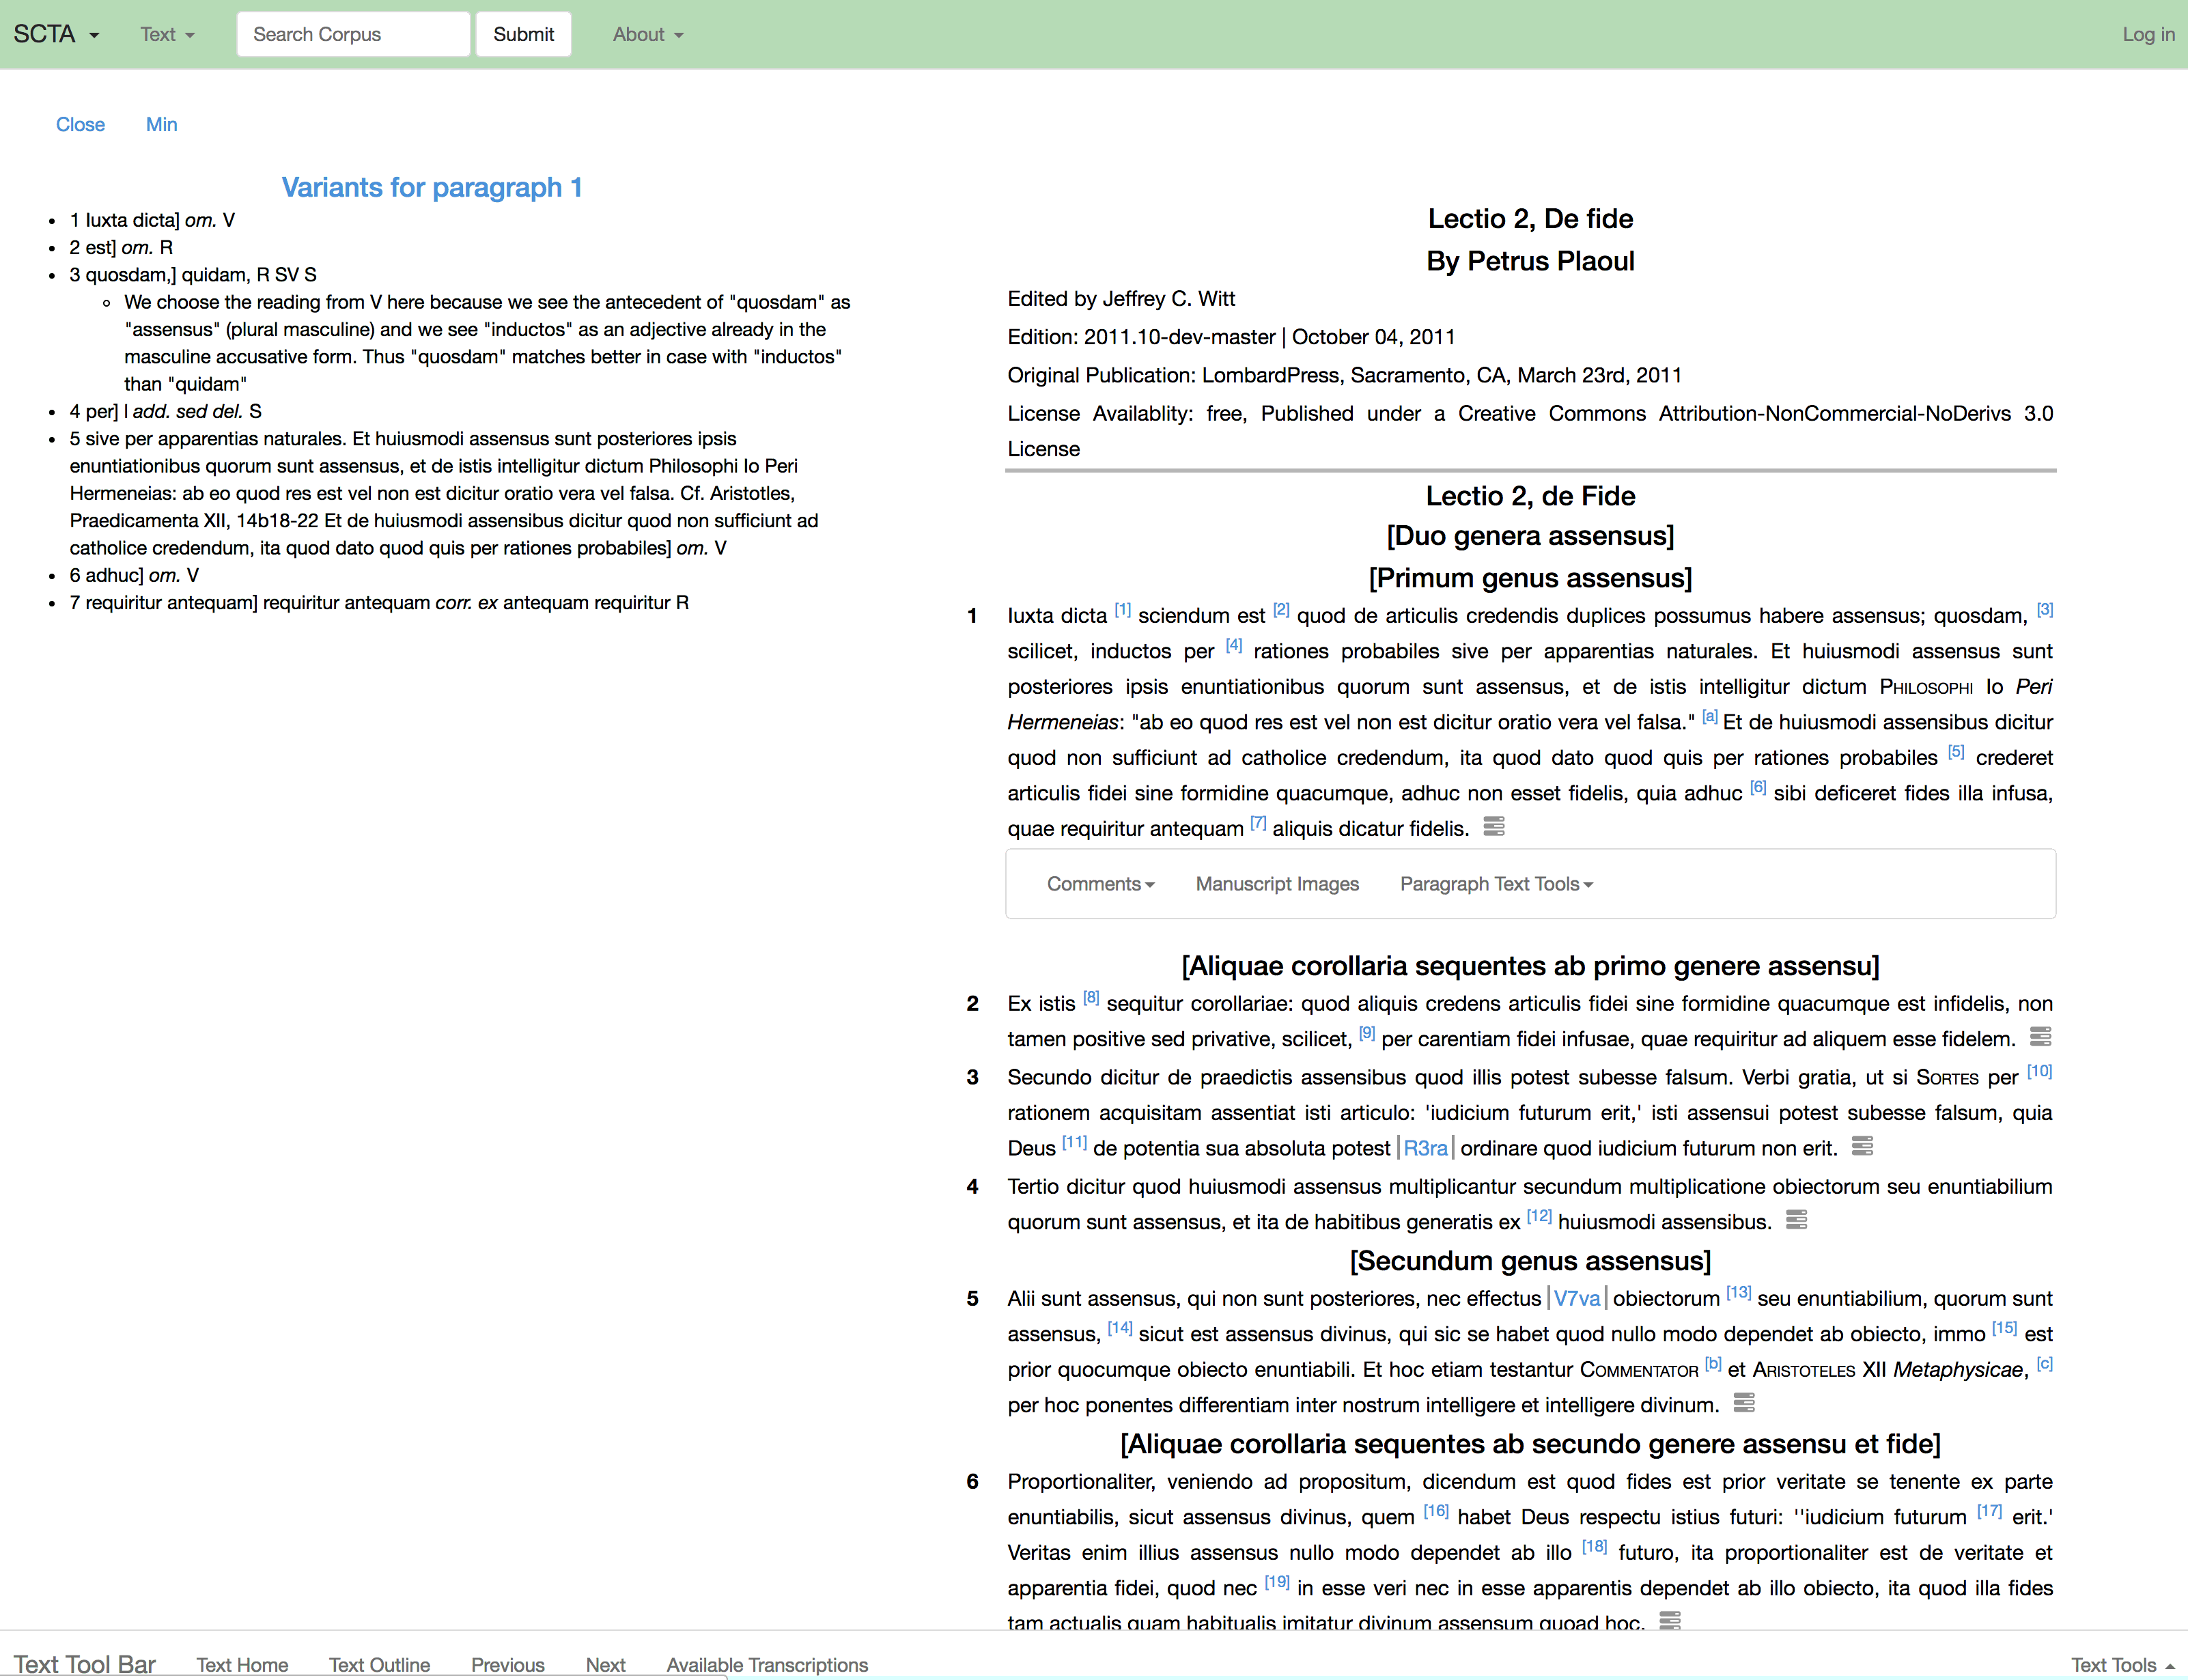 SCTA Text Search Corpus Submit About Log in
Close Min
Variants for paragraph 1
1 Iuxta dicta] om. V
2 est] om. R
3 quosdam,] quidam, R SV S
We choose the reading from V here because we see the antecedent of "quosdam" as
"assensus" (plural masculine) and we see "inductos" as an adjective already in the
masculine accusative form. Thus "quosdam" matches better in case with "inductos"
than "quidam"
4 per] I add. sed del. S
5 sive per apparentias naturales. Et huiusmodi assensus sunt posteriores ipsis
enuntiationibus quorum sunt assensus, et de istis intelligitur dictum Philosophi Io Peri
Hermeneias: ab eo quod res est vel non est dicitur oratio vera vel falsa. Cf. Aristotles,
Praedicamenta XII, 14b18-22 Et de huiusmodi assensibus dicitur quod non sufficiunt ad
catholice credendum, ita quod dato quod quis per rationes probabiles] om. V
6 adhuc] om. V
7 requiritur antequam] requiritur antequam corr. ex antequam requiritur R
Lectio 2, De fide
By Petrus Plaoul
Edited by Jeffrey C. Witt
Edition: 2011.10-dev-master | October 04, 2011
Original Publication: LombardPress, Sacramento, CA, March 23rd, 2011
License Availablity: free, Published under a Creative Commons Attribution-NonCommercial-NoDerivs 3.0
License
Lectio 2, de Fide
[Duo genera assensus]
[Primum genus assensus]
1 Iuxta dicta [1] sciendum est [2] quod de articulis credendis duplices possumus habere assensus; quosdam, [3]
scilicet, inductos per [4] rationes probabiles sive per apparentias naturales. Et huiusmodi assensus sunt
posteriores ipsis enuntiationibus quorum sunt assensus, et de istis intelligitur dictum Philosophi Io Peri
Hermeneias: "ab eo quod res est vel non est dicitur oratio vera vel falsa." [a] Et de huiusmodi assensibus dicitur
quod non sufficiunt ad catholice credendum, ita quod dato quod quis per rationes probabiles [5] crederet
articulis fidei sine formidine quacumque, adhuc non esset fidelis, quia adhuc [6] sibi deficeret fides illa infusa,
quae requiritur antequam [7] aliquis dicatur fidelis.
Comments Manuscript Images Paragraph Text Tools
[Aliquae corollaria sequentes ab primo genere assensu]
2 Ex istis [8] sequitur corollariae: quod aliquis credens articulis fidei sine formidine quacumque est infidelis, non
tamen positive sed privative, scilicet, [9] per carentiam fidei infusae, quae requiritur ad aliquem esse fidelem.
3 Secundo dicitur de praedictis assensibus quod illis potest subesse falsum. Verbi gratia, ut si Sortes per [10]
rationem acquisitam assentiat isti articulo: 'iudicium futurum erit,' isti assensui potest subesse falsum, quia
Deus [11] de potentia sua absoluta potest |R3ra| ordinare quod iudicium futurum non erit.
4 Tertio dicitur quod huiusmodi assensus multiplicantur secundum multiplicatione obiectorum seu enuntiabilium
quorum sunt assensus, et ita de habitibus generatis ex [12] huiusmodi assensibus.
[Secundum genus assensus]
5 Alii sunt assensus, qui non sunt posteriores, nec effectus |V7va| obiectorum [13] seu enuntiabilium, quorum sunt
assensus, [14] sicut est assensus divinus, qui sic se habet quod nullo modo dependet ab obiecto, immo [15] est
prior quocumque obiecto enuntiabili. Et hoc etiam testantur Commentator [b] et Aristoteles XII Metaphysicae, [c]
per hoc ponentes differentiam inter nostrum intelligere et intelligere divinum.
[Aliquae corollaria sequentes ab secundo genere assensu et fide]
6 Proportionaliter, veniendo ad propositum, dicendum est quod fides est prior veritate se tenente ex parte
enuntiabilis, sicut assensus divinus, quem [16] habet Deus respectu istius futuri: ''iudicium futurum [17] erit.'
Veritas enim illius assensus nullo modo dependet ab illo [18] futuro, ita proportionaliter est de veritate et
apparentia fidei, quod nec [19] in esse veri nec in esse apparentis dependet ab illo obiecto, ita quod illa fides
tam actualis quam habitualis imitatur divinum assensum quoad hoc.
Text Tool Bar Text Home Text Outline Previous Next Available Transcriptions Text Tools